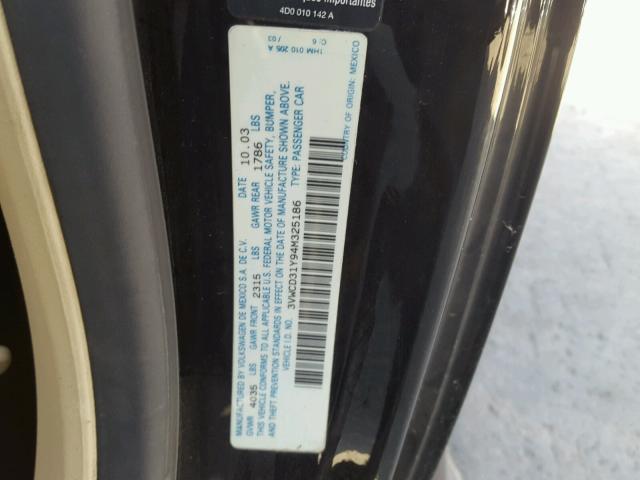 importantes
4D0 010 142 A
1HM 010 205 A C: 6
/ 03
MANUFACTURED BY VOLKSWAGEN DE MEXICO S.A. DE C.V. DATE 10.03
GVWR 4035 LBS GAWR FRONT 2315 LBS GAWR REAR 1786 LBS
THIS VEHICLE CONFORMS TO ALL APPLICABLE U.S. FEDERAL MOTOR VEHICLE SAFETY, BUMPER,
AND THEFT PREVENTION STANDARDS IN EFFECT ON THE DATE OF MANUFACTURE SHOWN ABOVE.
VEHICLE I.D. NO. 3VWCD31Y94M325186 TYPE: PASSENGER CAR
COUNTRY OF ORIGIN: MEXICO